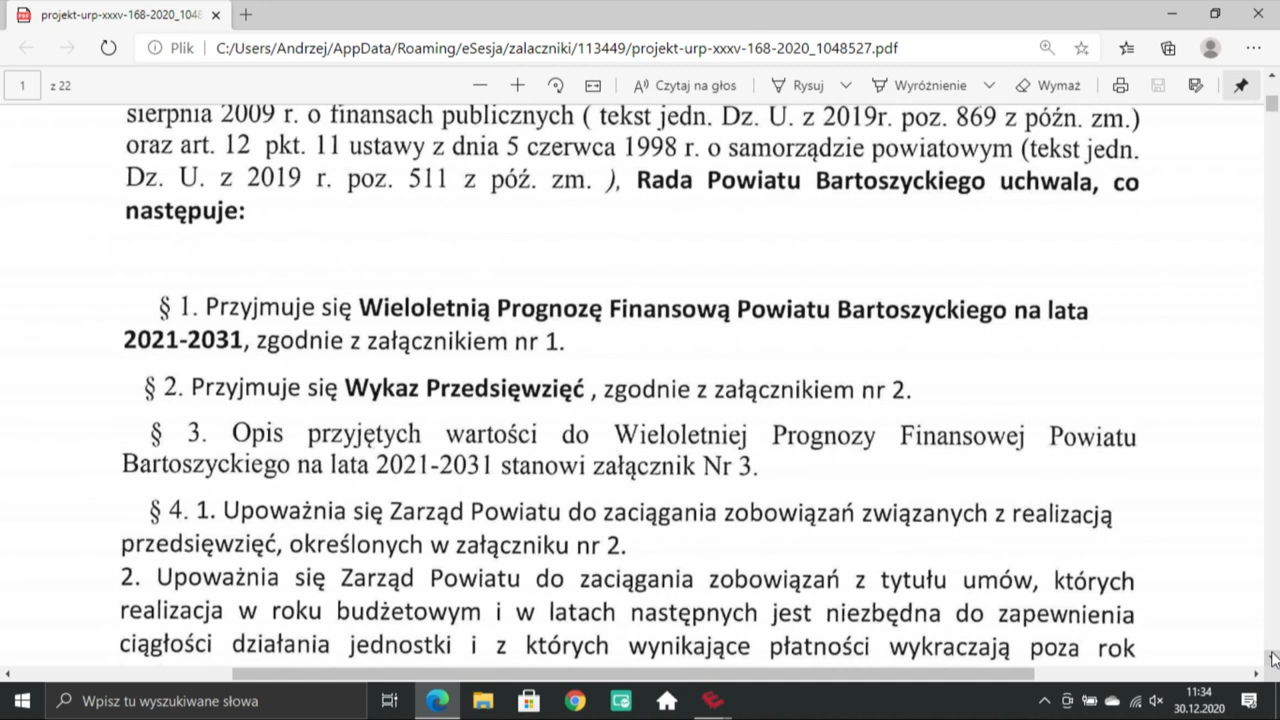 projekt-urp-xxxv-168-2020_1048
Plik
C:/Users/Andrzej/AppData/Roaming/eSesja/zalaczniki/113449/projekt-urp-xxxv-168-2020_1048527.pdf
1 z 22 Czytaj na głos Rysuj Wyróżnienie Wymaż
sierpnia 2009 r. o finansach publicznych ( tekst jedn. Dz. U. z 2019r. poz. 869 z późn. zm.)
oraz art. 12 pkt. 11 ustawy z dnia 5 czerwca 1998 r. o samorządzie powiatowym (tekst jedn.
Dz. U. z 2019 r. poz. 511 z póź. zm. ), Rada Powiatu Bartoszyckiego uchwala, co
następuje:
§ 1. Przyjmuje się Wieloletnią Prognozę Finansową Powiatu Bartoszyckiego na lata
2021-2031, zgodnie z załącznikiem nr 1.
§ 2. Przyjmuje się Wykaz Przedsięwzięć , zgodnie z załącznikiem nr 2.
§ 3. Opis przyjętych wartości do Wieloletniej Prognozy Finansowej Powiatu
Bartoszyckiego na lata 2021-2031 stanowi załącznik Nr 3.
§ 4. 1. Upoważnia się Zarząd Powiatu do zaciągania zobowiązań związanych z realizacją
przedsięwzięć, określonych w załączniku nr 2.
2. Upoważnia się Zarząd Powiatu do zaciągania zobowiązań z tytułu umów, których
realizacja w roku budżetowym i w latach następnych jest niezbędna do zapewnienia
ciągłości działania jednostki i z których wynikające płatności wykraczają poza rok
Wpisz tu wyszukiwane słowa
11:34
30.12.2020